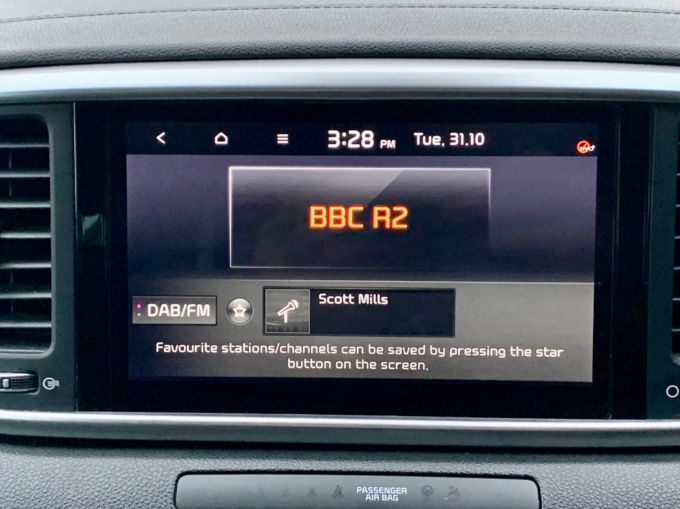 3:28 PM Tue, 31.10
BBC R2
DAB/FM
Scott Mills
Favourite stations/channels can be saved by pressing the star
button on the screen.
PASSENGER
AIR BAG